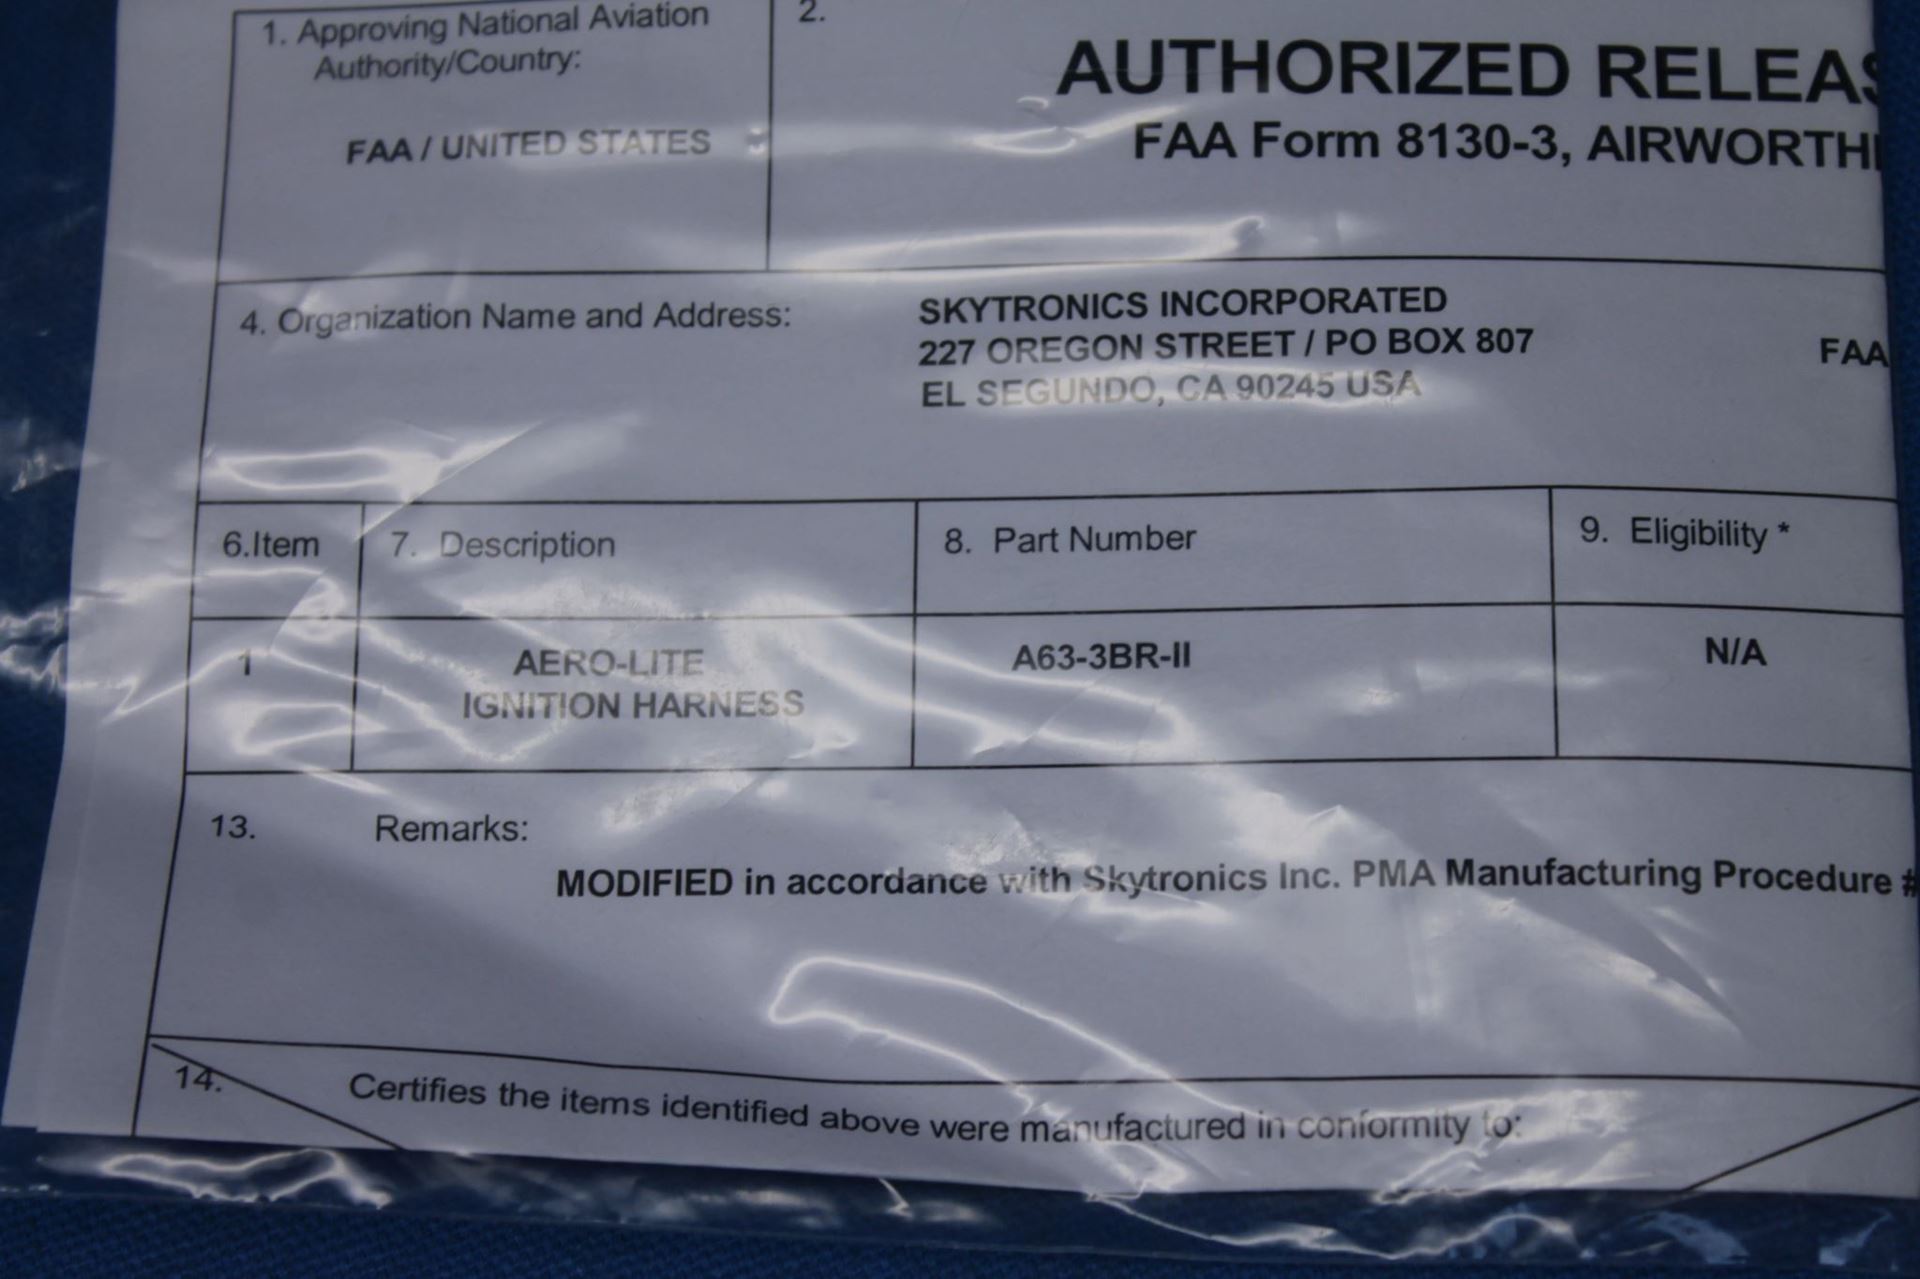 1. Approving National Aviation
Authority/Country:
FAA / UNITED STATES
2.
AUTHORIZED RELEAS
FAA Form 8130-3, AIRWORTHI
4. Organization Name and Address:
SKYTRONICS INCORPORATED
227 OREGON STREET / PO BOX 807
EL SEGUNDO, CA 90245 USA
FAA
6.Item
7. Description
8. Part Number
9. Eligibility *
1
AERO-LITE
IGNITION HARNESS
A63-3BR-II
N/A
13. Remarks:
MODIFIED in accordance with Skytronics Inc. PMA Manufacturing Procedure #
14. Certifies the items identified above were manufactured in conformity to: